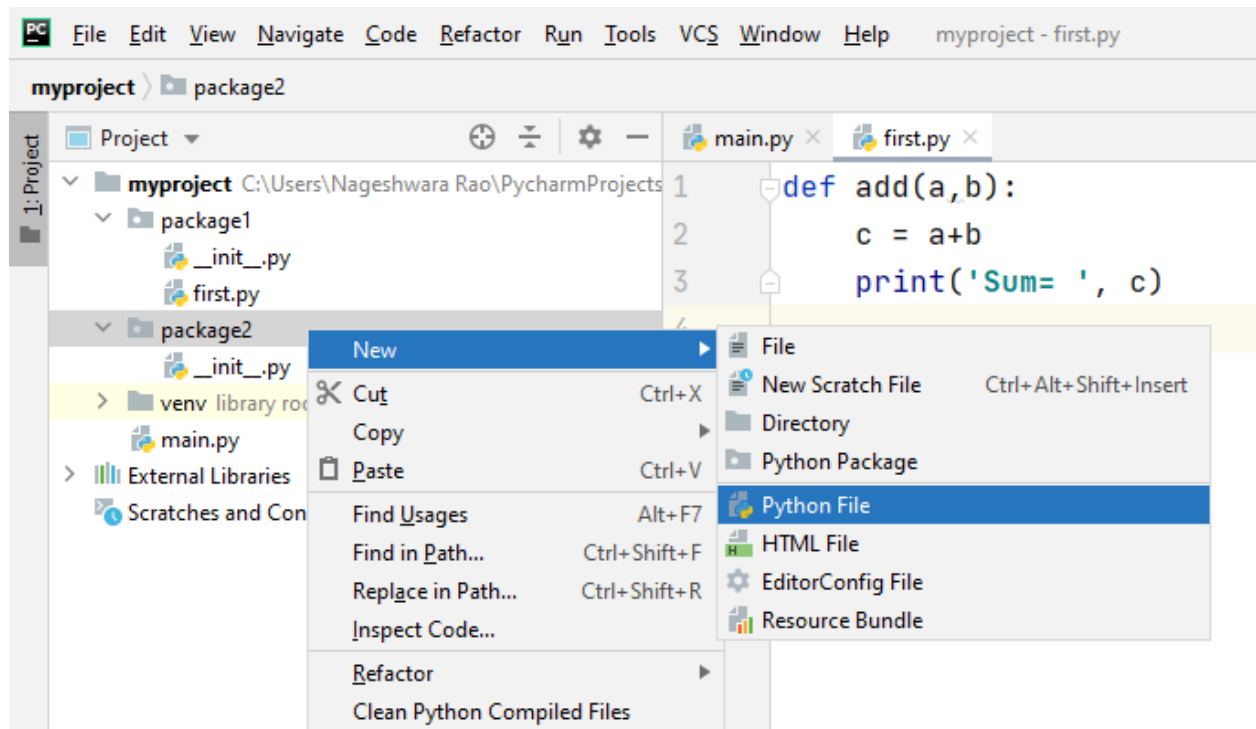 PC File Edit View Navigate Code Refactor Run Tools VCS Window Help myproject - first.py
myproject package2
1: Project
Project
myproject C:\Users\Nageshwara Rao\PycharmProjects
package1
__init__.py
first.py
package2
__init__.py
venv library roo
main.py
External Libraries
Scratches and Con
main.py first.py
1 def add(a,b):
2 c = a+b
3 print('Sum= ', c)
4
New
Cut Ctrl+X
Copy
Paste Ctrl+V
Find Usages Alt+F7
Find in Path... Ctrl+Shift+F
Replace in Path... Ctrl+Shift+R
Inspect Code...
Refactor
Clean Python Compiled Files
File
New Scratch File Ctrl+Alt+Shift+Insert
Directory
Python Package
Python File
H HTML File
EditorConfig File
Resource Bundle